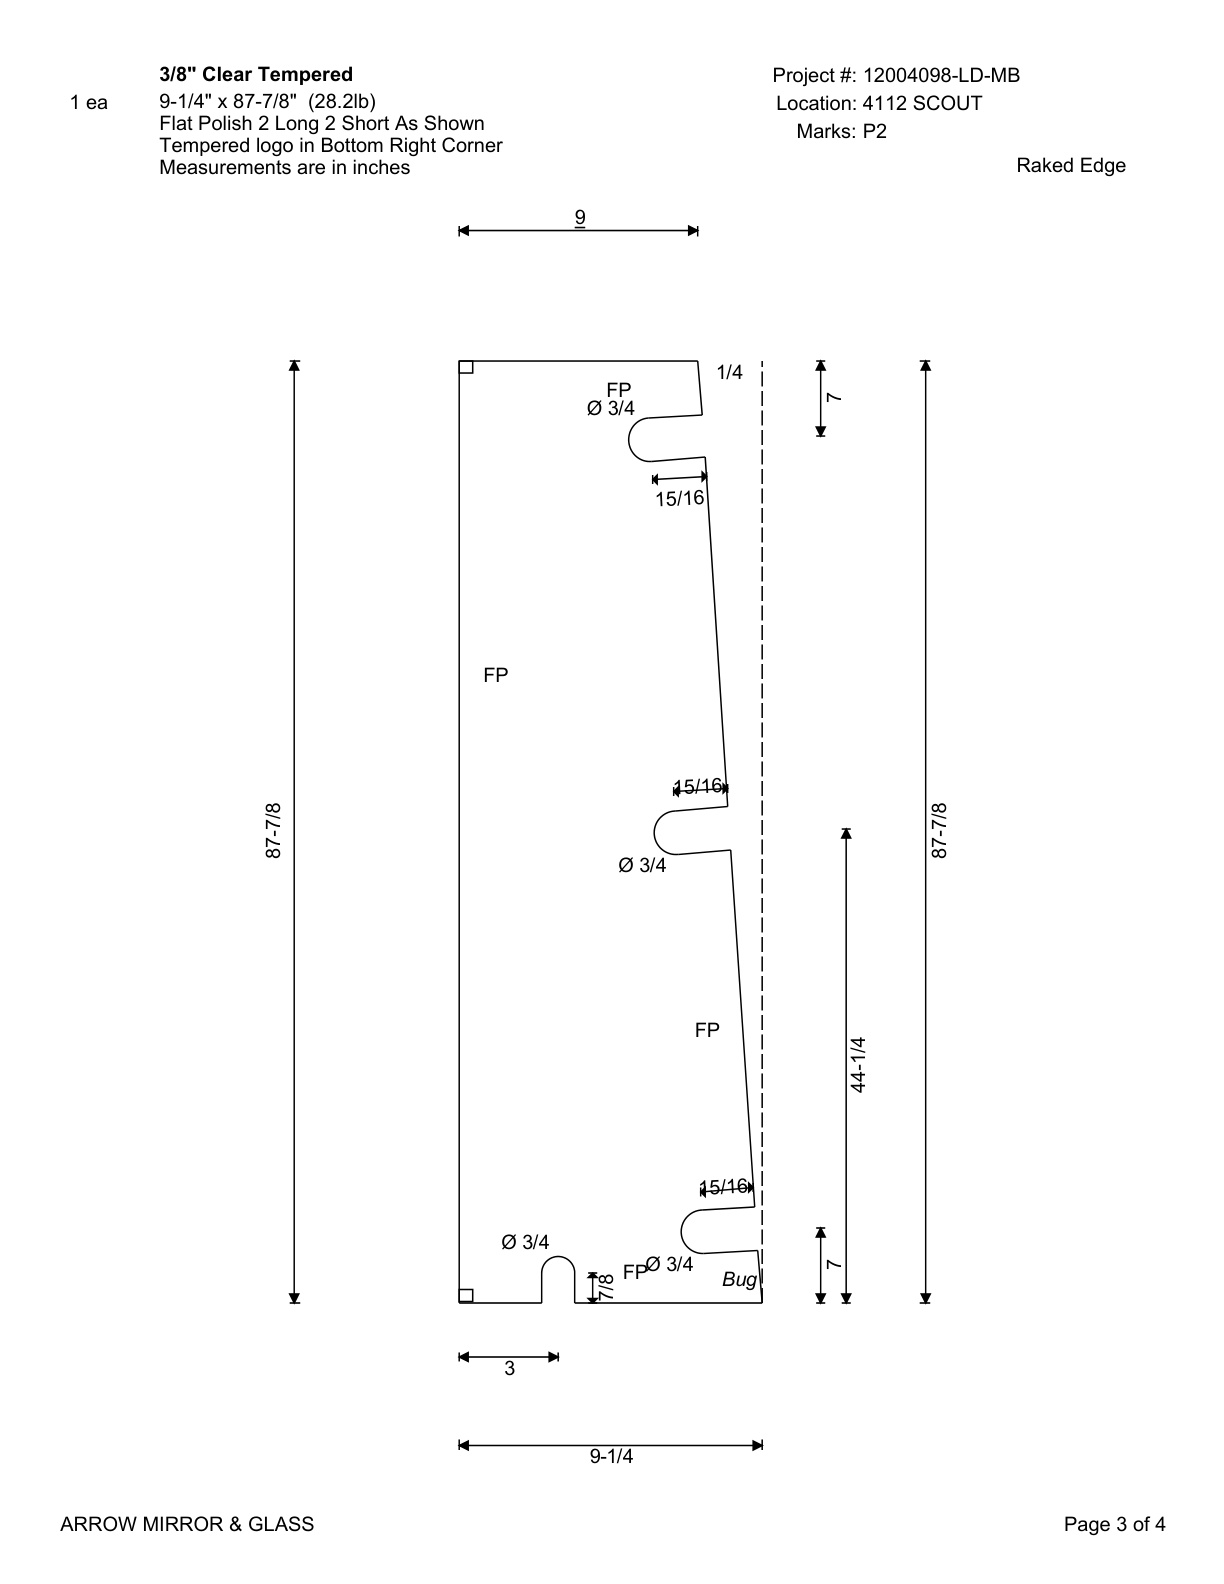 3/8" Clear Tempered
1 ea
9-1/4" x 87-7/8" (28.2lb)
Flat Polish 2 Long 2 Short As Shown
Tempered logo in Bottom Right Corner
Measurements are in inches
Project #: 12004098-LD-MB
Location: 4112 SCOUT
Marks: P2
Raked Edge
9
1/4
FP
Ø 3/4
7
15/16
FP
15/16
87-7/8
87-7/8
Ø 3/4
FP
44-1/4
15/16
Ø 3/4
FP
Ø 3/4
7/8
Bug
7
3
9-1/4
ARROW MIRROR & GLASS
Page 3 of 4